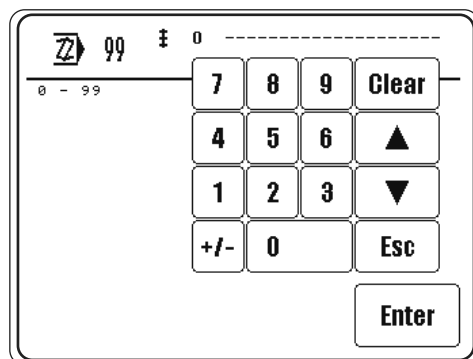 99 0 --------------------
0 - 99
7 8 9 Clear
4 5 6
1 2 3
+/- 0 Esc
Enter